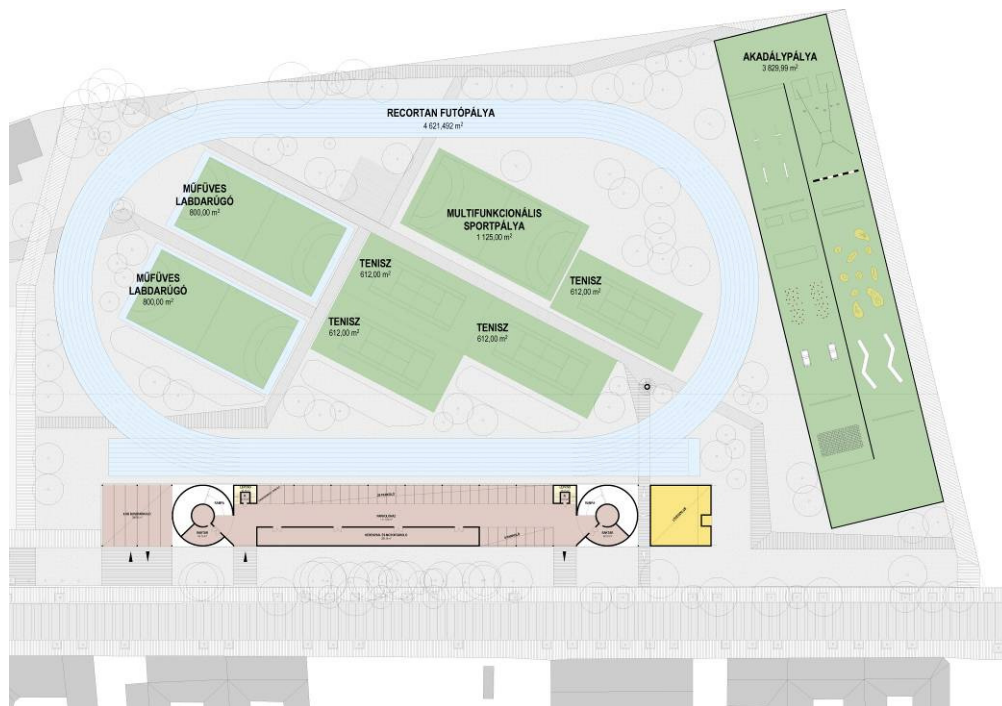 AKADÁLYPÁLYA
3 829,99 m²
RECORTAN FUTÓPÁLYA
4 621,492 m²
MŰFÜVES
LABDARÚGÓ
800,00 m²
MULTIFUNKCIONÁLIS
SPORTPÁLYA
1 125,00 m²
TENISZ
612,00 m²
MŰFÜVES
LABDARÚGÓ
800,00 m²
TENISZ
612,00 m²
TENISZ
612,00 m²
TENISZ
612,00 m²
RAKTÁR
RAKTÁR